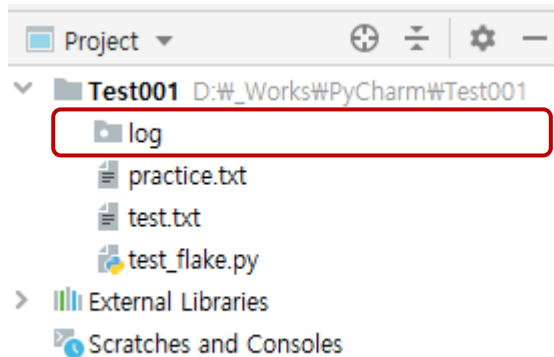 Project
Test001 D:₩_Works₩PyCharm₩Test001
log
practice.txt
test.txt
test_flake.py
External Libraries
Scratches and Consoles